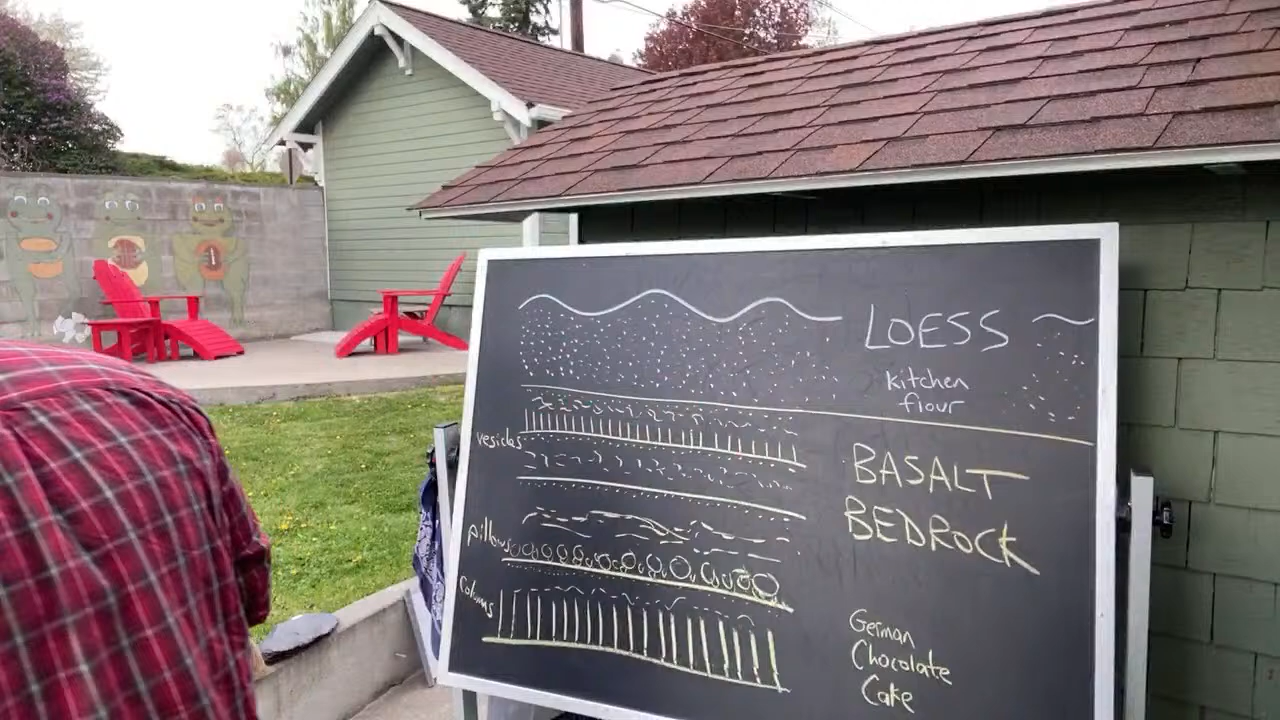 LOESS
kitchen
flour
vesicles
BASALT
BEDROCK
pillows
Columns
German
Chocolate
Cake